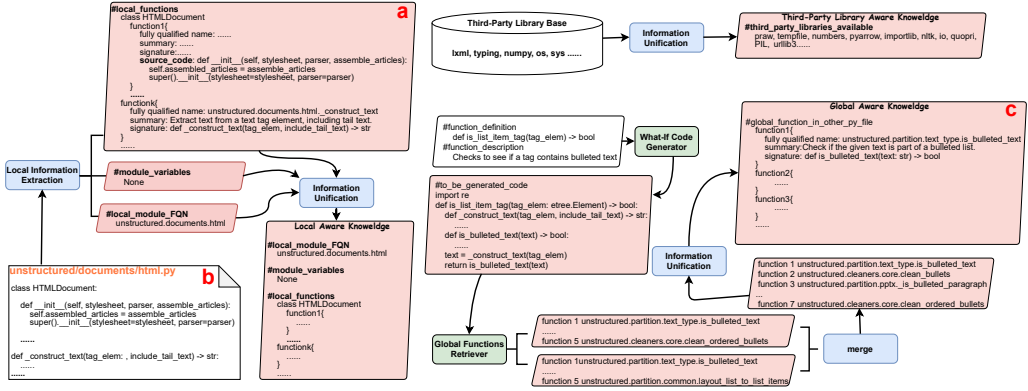 #local_functions
class HTMLDocument
function1{
fully qualified name: ......
summary: ......
signature:......
source_code: def __init__(self, stylesheet, parser, assemble_articles):
self.assembled_articles = assemble_articles
super().__init__(stylesheet=stylesheet, parser=parser)
}
......
functionk{
fully qualified name: unstructured.documents.html._construct_text
summary: Extract text from a text tag element, including tail text.
signature: def _construct_text(tag_elem, include_tail_text) -> str
}
......
a
Local Information
Extraction
#module_variables
None
#local_module_FQN
unstructured.documents.html
Information
Unification
unstructured/documents/html.py
b
class HTMLDocument:
def __init__(self, stylesheet, parser, assemble_articles):
self.assembled_articles = assemble_articles
super().__init__(stylesheet=stylesheet, parser=parser)
......
def _construct_text(tag_elem: , include_tail_text) -> str:
......
......
Local Aware Knoweldge
#local_module_FQN
unstructured.documents.html
#module_variables
None
#local_functions
class HTMLDocument
function1{
......
}
......
functionk{
......
}
......
Third-Party Library Base
lxml, typing, numpy, os, sys ......
Information
Unification
Third-Party Library Aware Knoweldge
#third_party_libraries_available
praw, tempfile, numbers, pyarrow, importlib, nltk, io, quopri,
PIL, urllib3......
#function_definition
def is_list_item_tag(tag_elem) -> bool
#function_description
Checks to see if a tag contains bulleted text
What-If Code
Generator
#to_be_generated_code
import re
def is_list_item_tag(tag_elem: etree.Element) -> bool:
def _construct_text(tag_elem, include_tail_text) -> str:
......
def is_bulleted_text(text) -> bool:
......
text = _construct_text(tag_elem)
return is_bulleted_text(text)
Global Functions
Retriever
function 1 unstructured.partition.text_type.is_bulleted_text
......
function 5 unstructured.cleaners.core.clean_ordered_bullets
function 1unstructured.partition.text_type.is_bulleted_text
......
function 5 unstructured.partition.common.layout_list_to_list_items
merge
function 1 unstructured.partition.text_type.is_bulleted_text
function 2 unstructured.cleaners.core.clean_bullets
function 3 unstructured.partition.pptx._is_bulleted_paragraph
...
function 7 unstructured.cleaners.core.clean_ordered_bullets
Information
Unification
Global Aware Knoweldge
c
#global_function_in_other_py_file
function1{
fully qualified name: unstructured.partition.text_type.is_bulleted_text
summary:Check if the given text is part of a bulleted list.
signature: def is_bulleted_text(text: str) -> bool
}
function2{
......
}
function3{
......
}
......